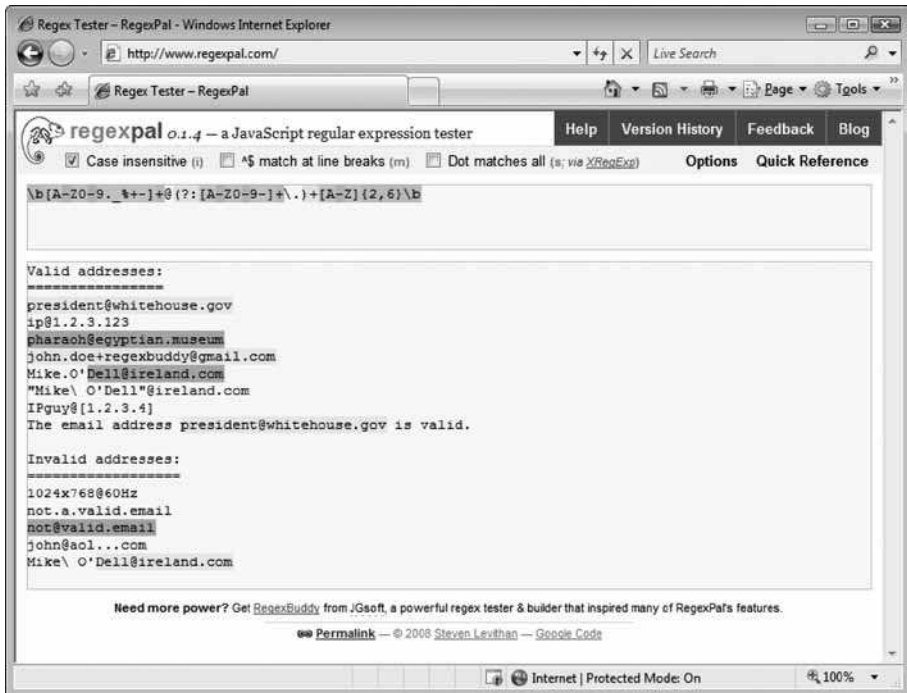 Regex Tester – RegexPal - Windows Internet Explorer
http://www.regexpal.com/
Live Search
Regex Tester – RegexPal
Page
Tools
regexpal 0.1.4 — a JavaScript regular expression tester
Help Version History Feedback Blog
Case insensitive (i) ^$ match at line breaks (m) Dot matches all (s; via XRegExp) Options Quick Reference
\b[A-Z0-9._%+-]+@(?:[A-Z0-9-]+\.)+[A-Z]{2,6}\b
Valid addresses:
================
president@whitehouse.gov
ip@1.2.3.123
pharaoh@egyptian.museum
john.doe+regexbuddy@gmail.com
Mike.O'Dell@ireland.com
"Mike\ O'Dell"@ireland.com
IPguy@[1.2.3.4]
The email address president@whitehouse.gov is valid.
Invalid addresses:
==================
1024x768@60Hz
not.a.valid.email
not@valid.email
john@aol...com
Mike\ O'Dell@ireland.com
Need more power? Get RegexBuddy from JGsoft, a powerful regex tester & builder that inspired many of RegexPal's features.
Permalink — © 2008 Steven Levithan — Google Code
Internet | Protected Mode: On
100%